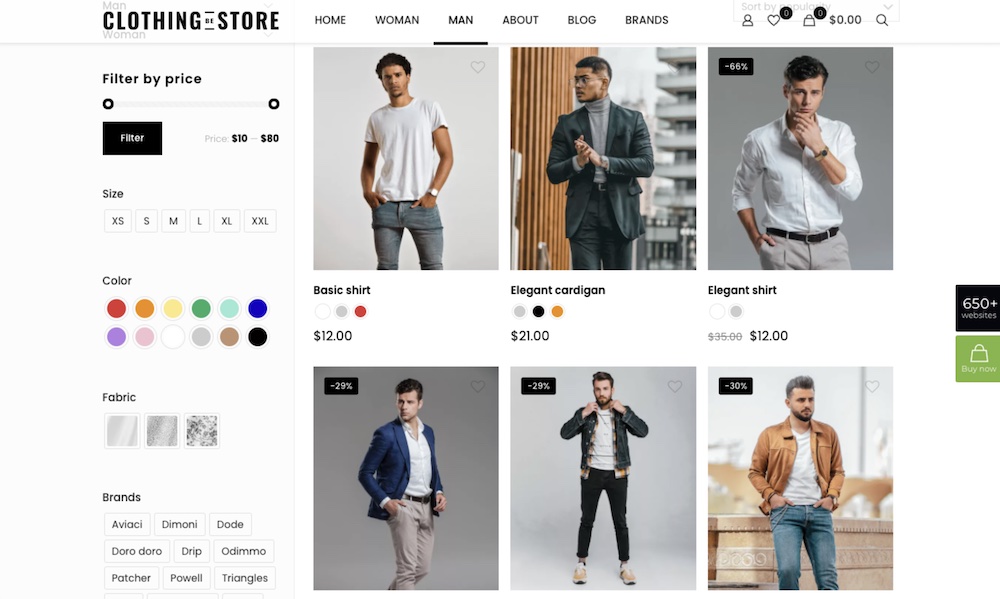 Man
CLOTHING BE STORE
Woman
HOME
WOMAN
MAN
ABOUT
BLOG
BRANDS
Sort by popularity
0
0
$0.00
Filter by price
Filter
Price: $10 — $80
Size
XS S M L XL XXL
Color
Fabric
Brands
Aviaci Dimoni Dode
Doro doro Drip Odimmo
Patcher Powell Triangles
Basic shirt
$12.00
Elegant cardigan
$21.00
-66%
Elegant shirt
$35.00 $12.00
-29%
-29%
-30%
650+
websites
Buy now